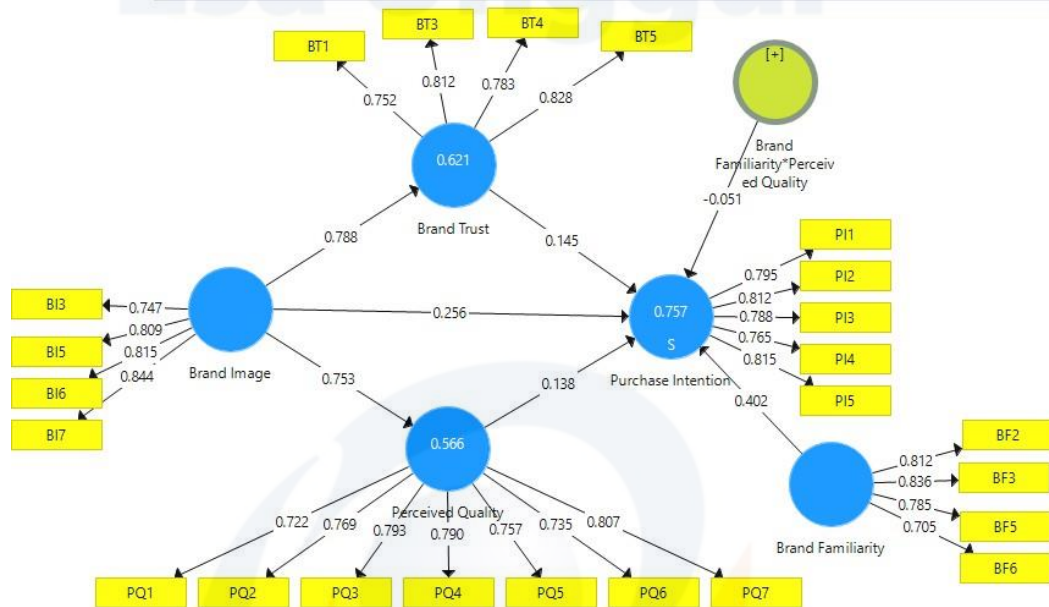 BT1
BT3
BT4
BT5
0.752
0.812
0.783
0.828
[+]
Brand
Familiarity*Perceiv
ed Quality
0.621
Brand Trust
-0.051
0.788
0.145
PI1
PI2
PI3
PI4
PI5
0.795
0.812
0.788
0.765
0.815
BI3
BI5
BI6
BI7
0.747
0.809
0.815
0.844
Brand Image
0.256
0.757
S
Purchase Intention
0.753
0.138
0.402
0.566
Perceived Quality
BF2
BF3
BF5
BF6
0.812
0.836
0.785
0.705
Brand Familiarity
0.722
0.769
0.793
0.790
0.757
0.735
0.807
PQ1
PQ2
PQ3
PQ4
PQ5
PQ6
PQ7